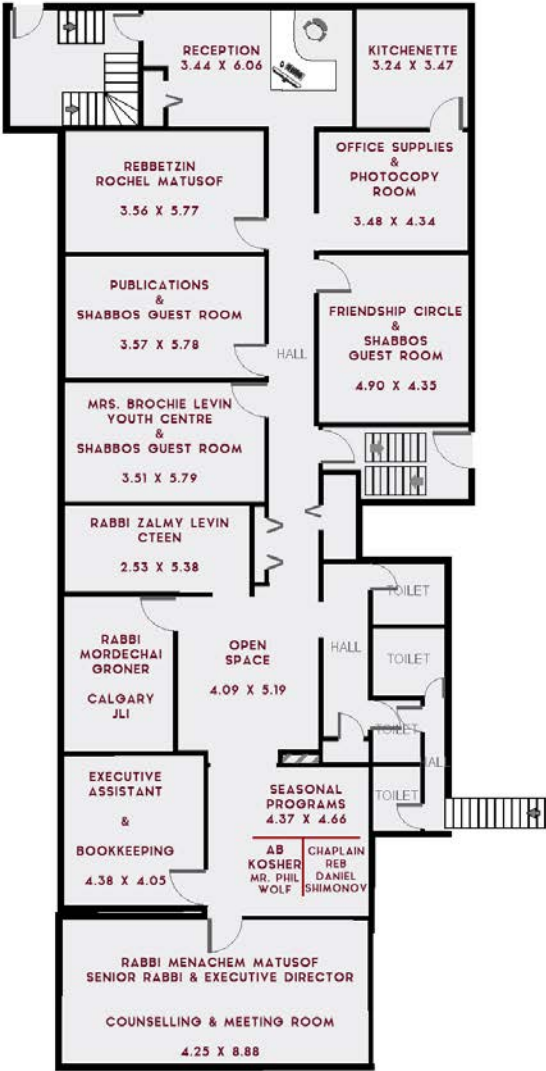 RECEPTION
3.44 X 6.06
KITCHENETTE
3.24 X 3.47
REBBETZIN
ROCHEL MATUSOF
3.56 X 5.77
OFFICE SUPPLIES
&
PHOTOCOPY
ROOM
3.48 X 4.34
PUBLICATIONS
&
SHABBOS GUEST ROOM
3.57 X 5.78
HALL
FRIENDSHIP CIRCLE
&
SHABBOS
GUEST ROOM
4.90 X 4.35
MRS. BROCHIE LEVIN
YOUTH CENTRE
&
SHABBOS GUEST ROOM
3.51 X 5.79
RABBI ZALMY LEVIN
CTEEN
2.53 X 5.38
RABBI
MORDECHAI
GRONER
CALGARY
JLI
OPEN
SPACE
4.09 X 5.19
HALL
TOILET
TOILET
TOILET
HALL
TOILET
EXECUTIVE
ASSISTANT
&
BOOKKEEPING
4.38 X 4.05
SEASONAL
PROGRAMS
4.37 X 4.66
AB
KOSHER
MR. PHIL
WOLF
CHAPLAIN
REB
DANIEL
SHIMONOV
RABBI MENACHEM MATUSOF
SENIOR RABBI & EXECUTIVE DIRECTOR
COUNSELLING & MEETING ROOM
4.25 X 8.88